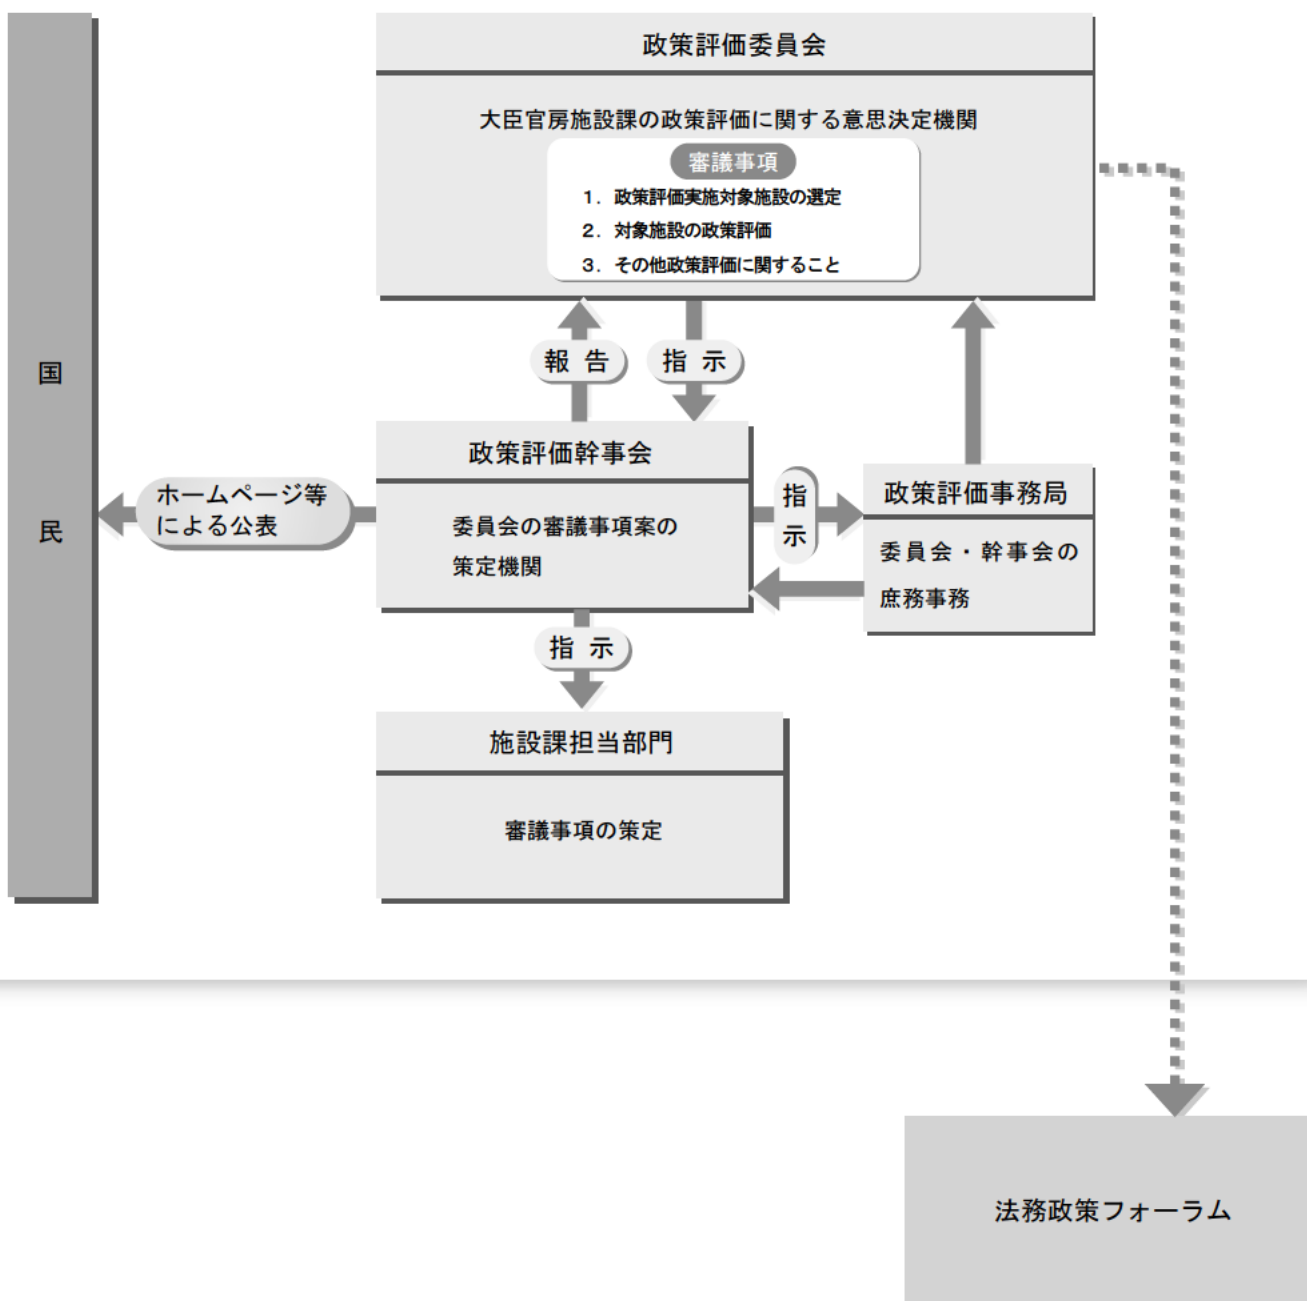 政策評価委員会
大臣官房施設課の政策評価に関する意思決定機関
審議事項
1. 政策評価実施対象施設の選定
2. 対象施設の政策評価
3. その他政策評価に関すること
報 告
指 示
国
民
ホームページ等
による公表
政策評価幹事会
委員会の審議事項案の
策定機関
指
示
政策評価事務局
委員会・幹事会の
庶務事務
指 示
施設課担当部門
審議事項の策定
法務政策フォーラム